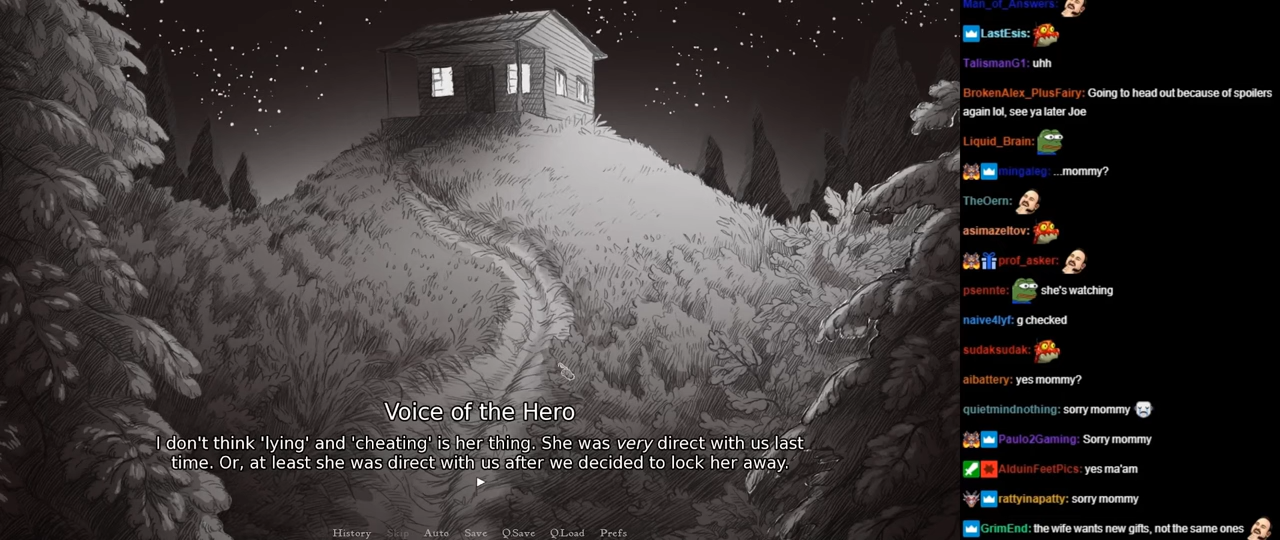 Voice of the Hero
I don't think 'lying' and 'cheating' is her thing. She was very direct with us last
time. Or, at least she was direct with us after we decided to lock her away.
History Skip Auto Save Q.Save Q.Load Prefs
Man_of_Answers:
LastEsis:
TalismanG1: uhh
BrokenAlex_PlusFairy: Going to head out because of spoilers
again lol, see ya later Joe
Liquid_Brain:
mingaleg: ...mommy?
TheOern:
asimazeltov:
prof_asker:
psennte: she's watching
naive4lyf: g checked
sudaksudak:
aibattery: yes mommy?
quietmindnothing: sorry mommy
Paulo2Gaming: Sorry mommy
AlduinFeetPics: yes ma'am
rattyinapatty: sorry mommy
GrimEnd: the wife wants new gifts, not the same ones